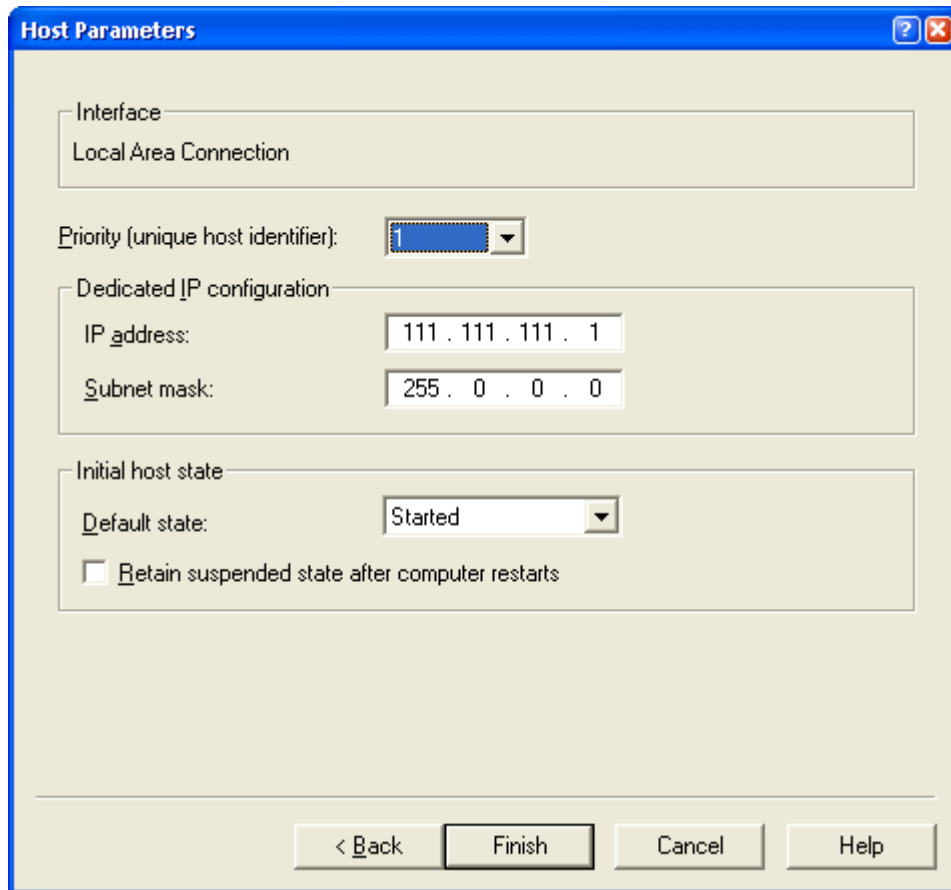 Host Parameters
Interface
Local Area Connection
Priority (unique host identifier): 1
Dedicated IP configuration
IP address: 111 . 111 . 111 . 1
Subnet mask: 255 . 0 . 0 . 0
Initial host state
Default state: Started
Retain suspended state after computer restarts
< Back Finish Cancel Help